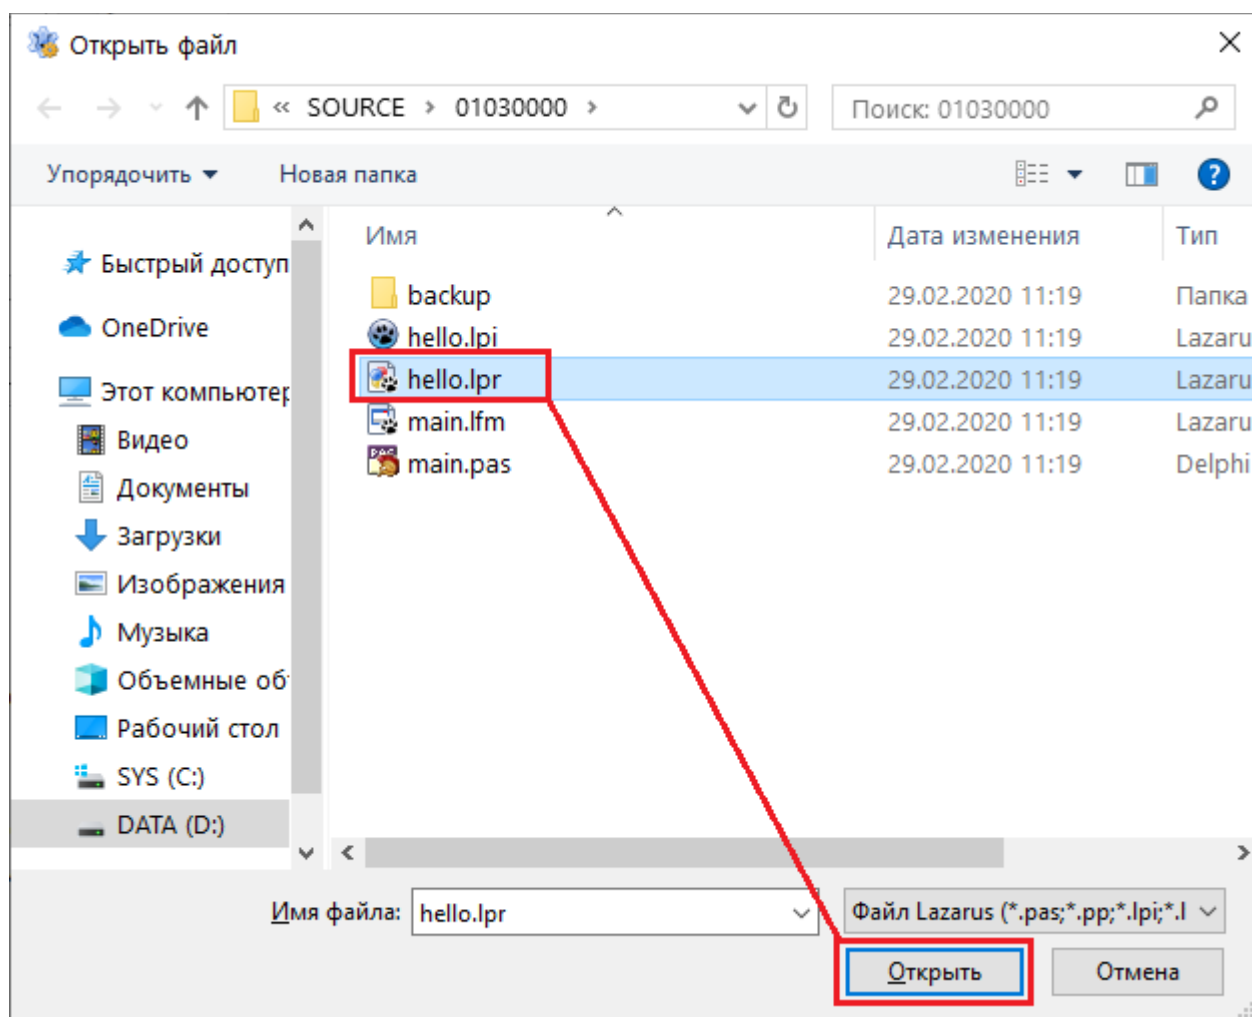 Открыть файл
« SOURCE › 01030000 ›
Поиск: 01030000
Упорядочить
Новая папка
?
Имя
Дата изменения
Тип
Быстрый доступ
OneDrive
Этот компьютер
Видео
Документы
Загрузки
Изображения
Музыка
Объемные об
Рабочий стол
SYS (C:)
DATA (D:)
backup 29.02.2020 11:19 Папка
hello.lpi 29.02.2020 11:19 Lazaru
hello.lpr 29.02.2020 11:19 Lazaru
main.lfm 29.02.2020 11:19 Lazaru
main.pas 29.02.2020 11:19 Delphi
Имя файла: hello.lpr
Файл Lazarus (*.pas;*.pp;*.lpi;*.l
Открыть
Отмена